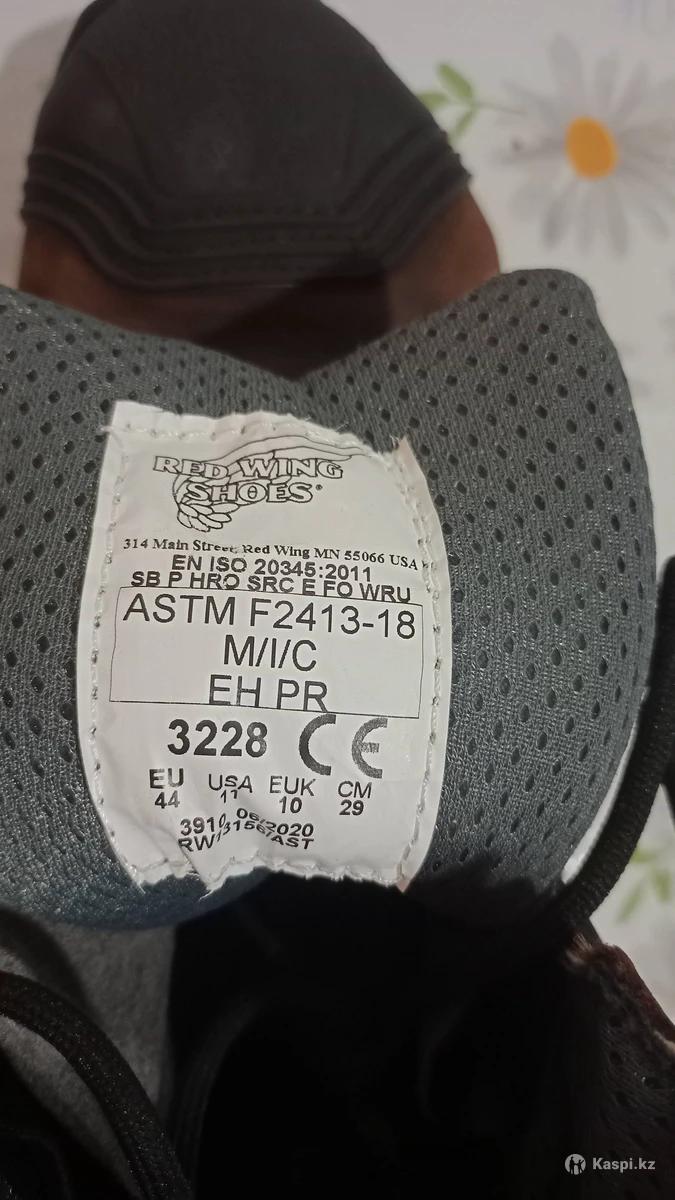 RED WING
SHOES®
314 Main Street, Red Wing MN 55066 USA
EN ISO 20345:2011
SB P HRO SRC E FO WRU
ASTM F2413-18
M/I/C
EH PR
3228 CE
EU USA EUK CM
44 11 10 29
3910 06/2020
Kaspi.kz